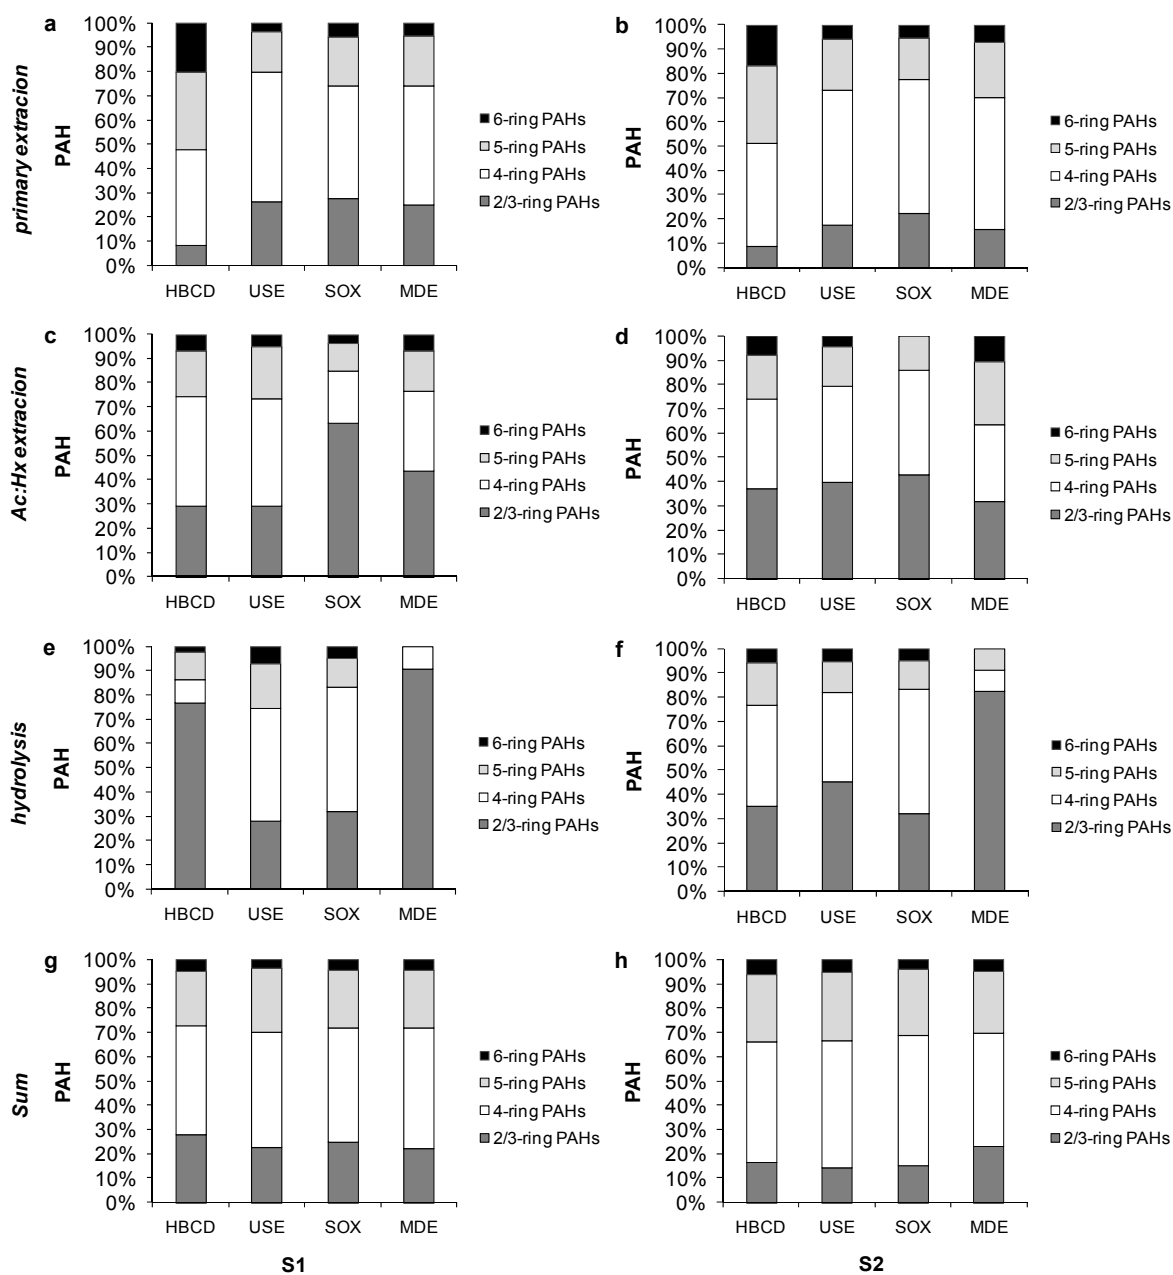 a
primary extracion
PAH
100%
90%
80%
70%
60%
50%
40%
30%
20%
10%
0%
HBCD USE SOX MDE
6-ring PAHs
5-ring PAHs
4-ring PAHs
2/3-ring PAHs
b
PAH
100%
90%
80%
70%
60%
50%
40%
30%
20%
10%
0%
HBCD USE SOX MDE
6-ring PAHs
5-ring PAHs
4-ring PAHs
2/3-ring PAHs
c
Ac:Hx extracion
PAH
100%
90%
80%
70%
60%
50%
40%
30%
20%
10%
0%
HBCD USE SOX MDE
6-ring PAHs
5-ring PAHs
4-ring PAHs
2/3-ring PAHs
d
PAH
100%
90%
80%
70%
60%
50%
40%
30%
20%
10%
0%
HBCD USE SOX MDE
6-ring PAHs
5-ring PAHs
4-ring PAHs
2/3-ring PAHs
e
hydrolysis
PAH
100%
90%
80%
70%
60%
50%
40%
30%
20%
10%
0%
HBCD USE SOX MDE
6-ring PAHs
5-ring PAHs
4-ring PAHs
2/3-ring PAHs
f
PAH
100%
90%
80%
70%
60%
50%
40%
30%
20%
10%
0%
HBCD USE SOX MDE
6-ring PAHs
5-ring PAHs
4-ring PAHs
2/3-ring PAHs
g
Sum
PAH
100%
90%
80%
70%
60%
50%
40%
30%
20%
10%
0%
HBCD USE SOX MDE
6-ring PAHs
5-ring PAHs
4-ring PAHs
2/3-ring PAHs
S1
h
PAH
100%
90%
80%
70%
60%
50%
40%
30%
20%
10%
0%
HBCD USE SOX MDE
6-ring PAHs
5-ring PAHs
4-ring PAHs
2/3-ring PAHs
S2